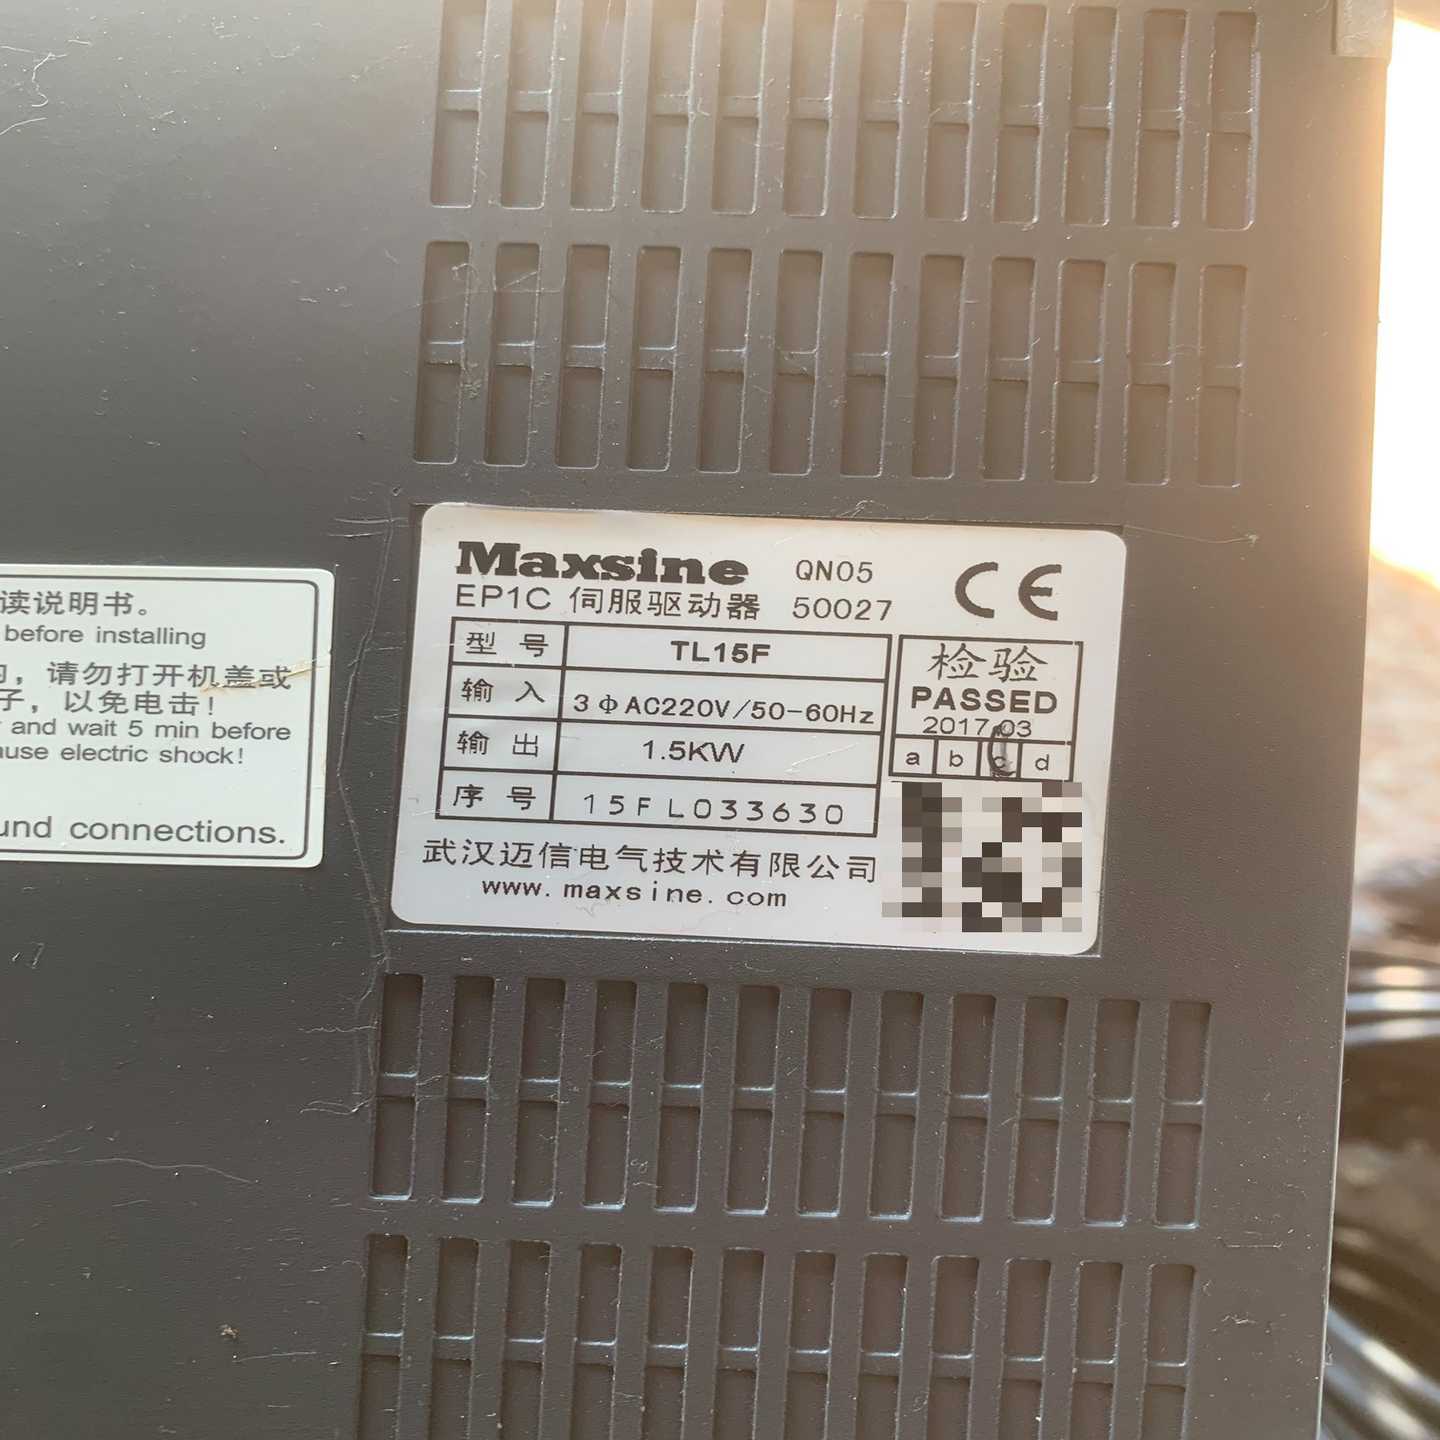 读说明书。
before installing
，请勿打开机盖或
子，以免电击！
and wait 5 min before
ause electric shock!
und connections.
Maxsine QN05
EP1C 伺服驱动器 50027
CE
型号 TL15F
输入 3ΦAC220V/50-60Hz
输出 1.5KW
序号 15FL033630
检验
PASSED
2017.03
a b c d
武汉迈信电气技术有限公司
www.maxsine.com